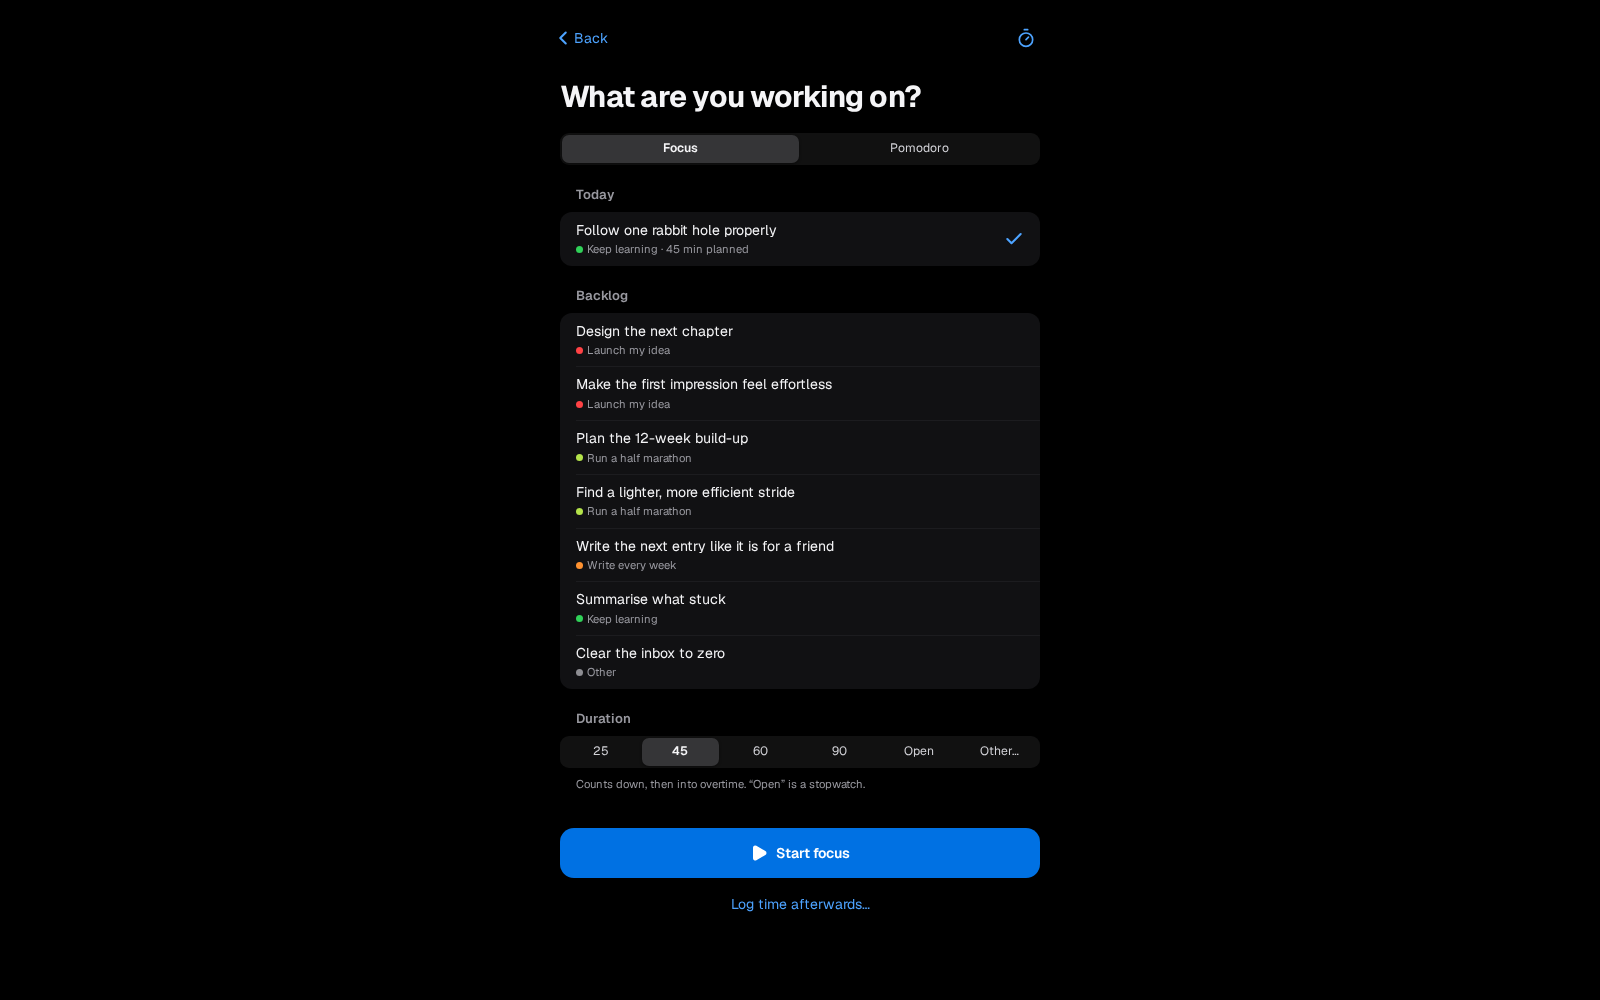 Back
What are you working on?
Focus
Pomodoro
Today
Follow one rabbit hole properly
Keep learning · 45 min planned
Backlog
Design the next chapter
Launch my idea
Make the first impression feel effortless
Launch my idea
Plan the 12-week build-up
Run a half marathon
Find a lighter, more efficient stride
Run a half marathon
Write the next entry like it is for a friend
Write every week
Summarise what stuck
Keep learning
Clear the inbox to zero
Other
Duration
25
45
60
90
Open
Other...
Counts down, then into overtime. “Open” is a stopwatch.
Start focus
Log time afterwards...